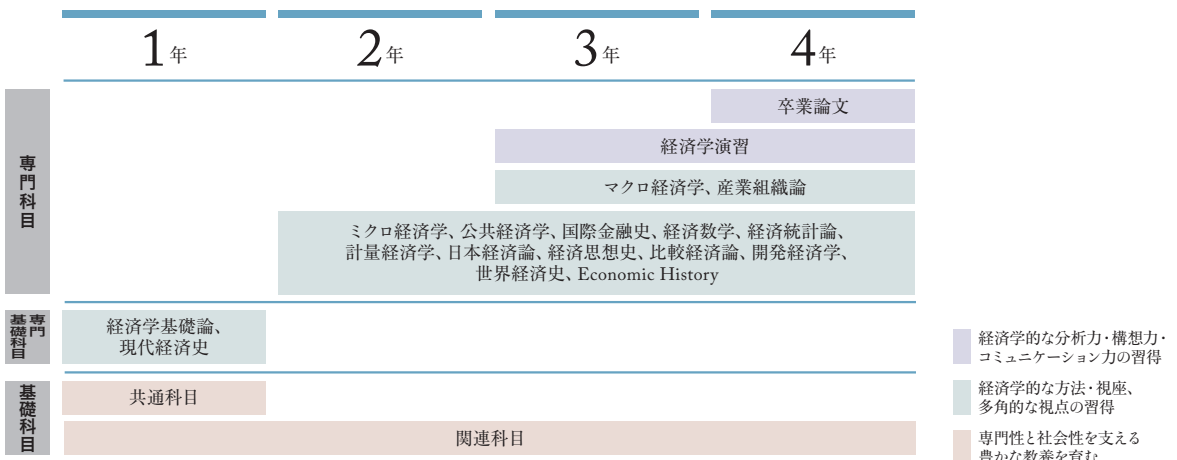 1年 2年 3年 4年
専門科目
卒業論文
経済学演習
マクロ経済学、産業組織論
ミクロ経済学、公共経済学、国際金融史、経済数学、経済統計論、
計量経済学、日本経済論、経済思想史、比較経済論、開発経済学、
世界経済史、Economic History
専門
基礎科目
経済学基礎論、
現代経済史
基礎科目
共通科目
関連科目
経済学的な分析力・構想力・
コミュニケーション力の習得
経済学的な方法・視座、
多角的な視点の習得
専門性と社会性を支える
豊かな教養を育む